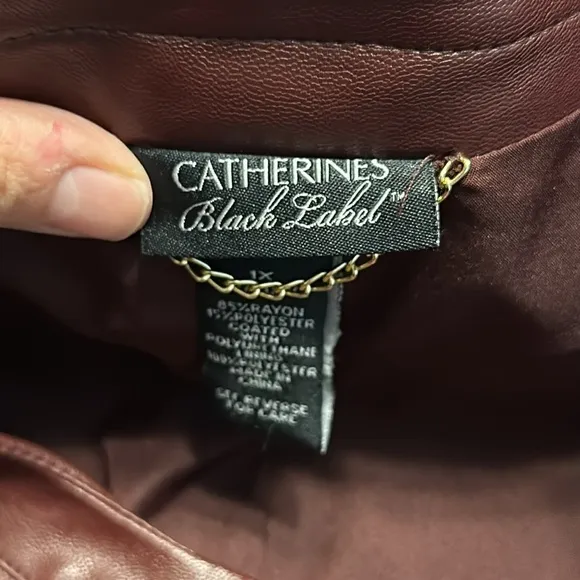 CATHERINES
Black Label™
1X
85% RAYON
15% POLYESTER
COATED
WITH
POLYURETHANE
LINING
100% POLYESTER
MADE IN
CHINA
SEE REVERSE
FOR CARE